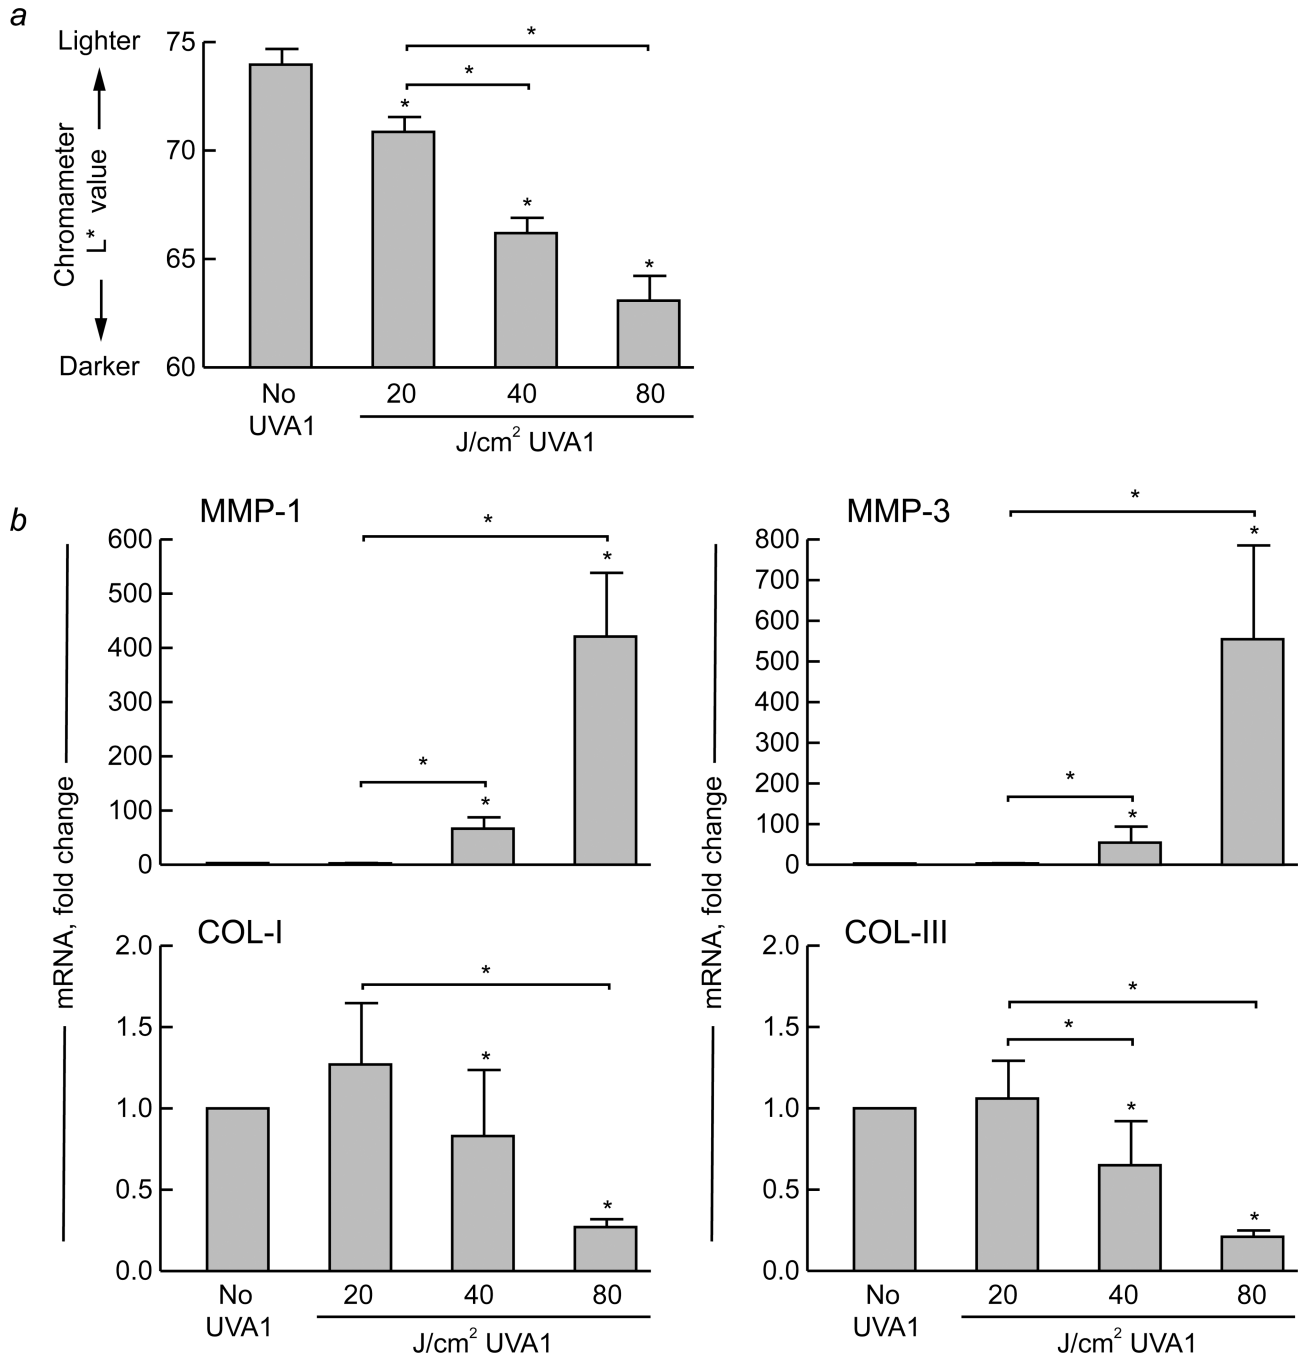 a
Lighter
Chromameter
L* value
Darker
75
70
65
60
*
*
*
*
*
No
UVA1
20
40
80
J/cm² UVA1
b
MMP-1
600
500
400
300
200
100
0
*
*
*
*
MMP-3
800
700
600
500
400
300
200
100
0
*
*
*
*
mRNA, fold change
mRNA, fold change
COL-I
2.0
1.5
1.0
0.5
0.0
*
*
*
No
UVA1
20
40
80
J/cm² UVA1
COL-III
2.0
1.5
1.0
0.5
0.0
*
*
*
*
No
UVA1
20
40
80
J/cm² UVA1